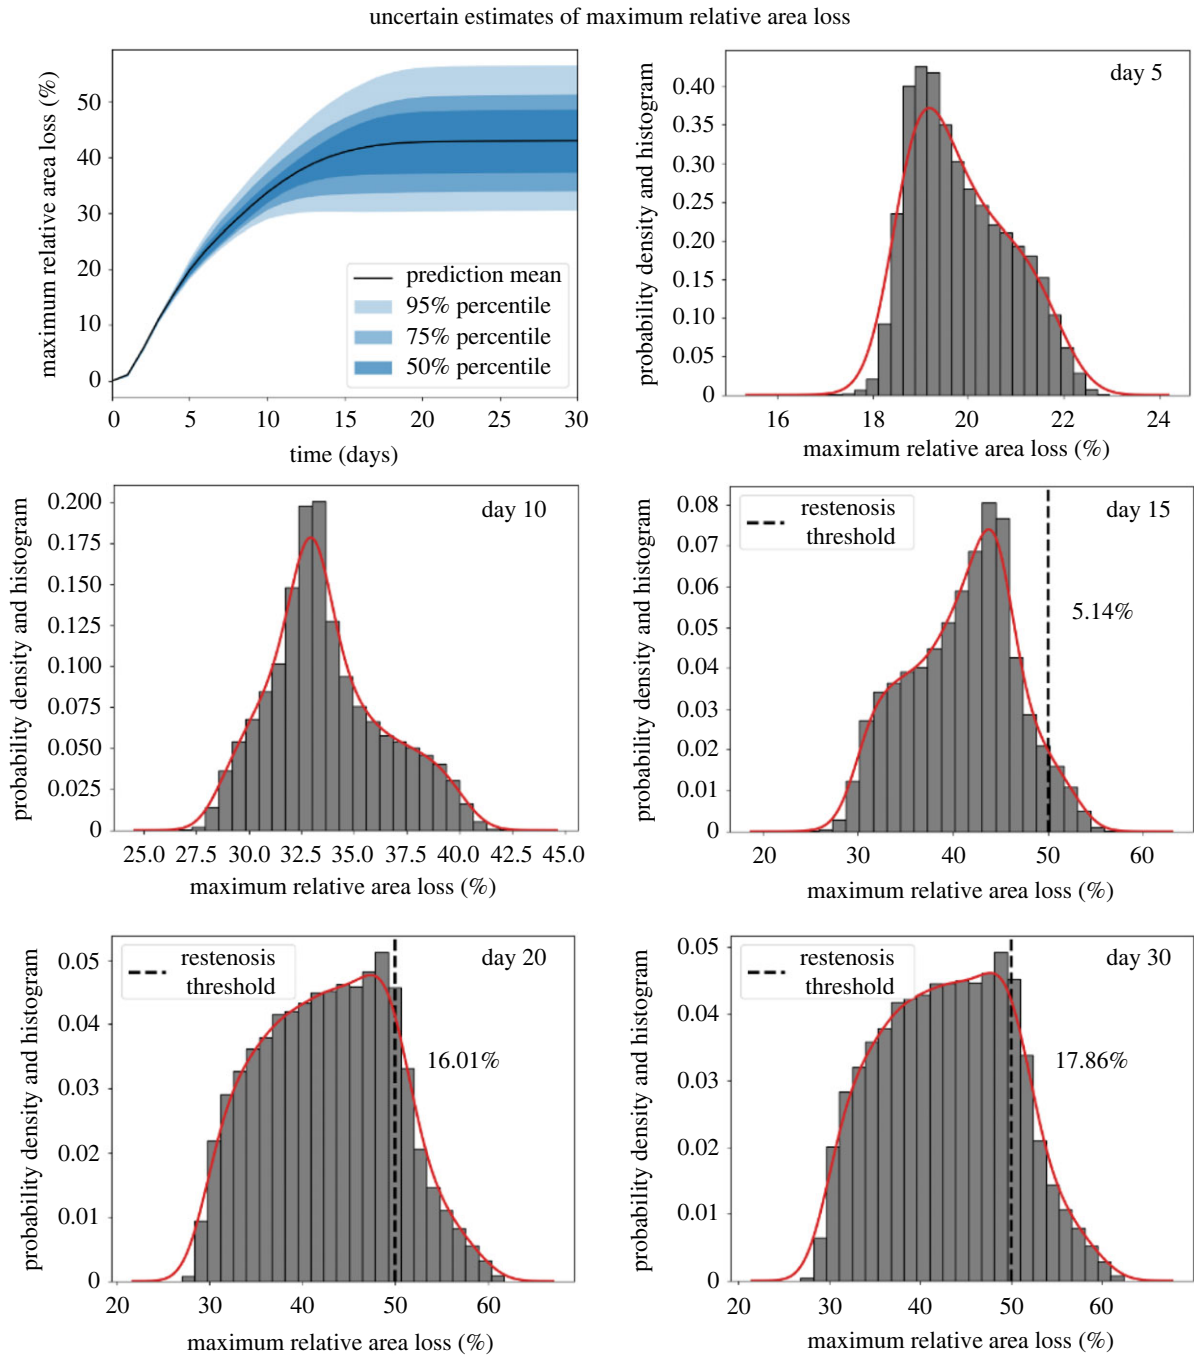 uncertain estimates of maximum relative area loss
maximum relative area loss (%)
50
40
30
20
10
0
prediction mean
95% percentile
75% percentile
50% percentile
0 5 10 15 20 25 30
time (days)
probability density and histogram
day 5
0.40
0.35
0.30
0.25
0.20
0.15
0.10
0.05
0
16 18 20 22 24
maximum relative area loss (%)
probability density and histogram
day 10
0.200
0.175
0.150
0.125
0.100
0.075
0.050
0.025
0
25.0 27.5 30.0 32.5 35.0 37.5 40.0 42.5 45.0
maximum relative area loss (%)
probability density and histogram
restenosis
threshold
day 15
5.14%
0.08
0.07
0.06
0.05
0.04
0.03
0.02
0.01
0
20 30 40 50 60
maximum relative area loss (%)
probability density and histogram
restenosis
threshold
day 20
16.01%
0.05
0.04
0.03
0.02
0.01
0
20 30 40 50 60
maximum relative area loss (%)
probability density and histogram
restenosis
threshold
day 30
17.86%
0.05
0.04
0.03
0.02
0.01
0
20 30 40 50 60
maximum relative area loss (%)